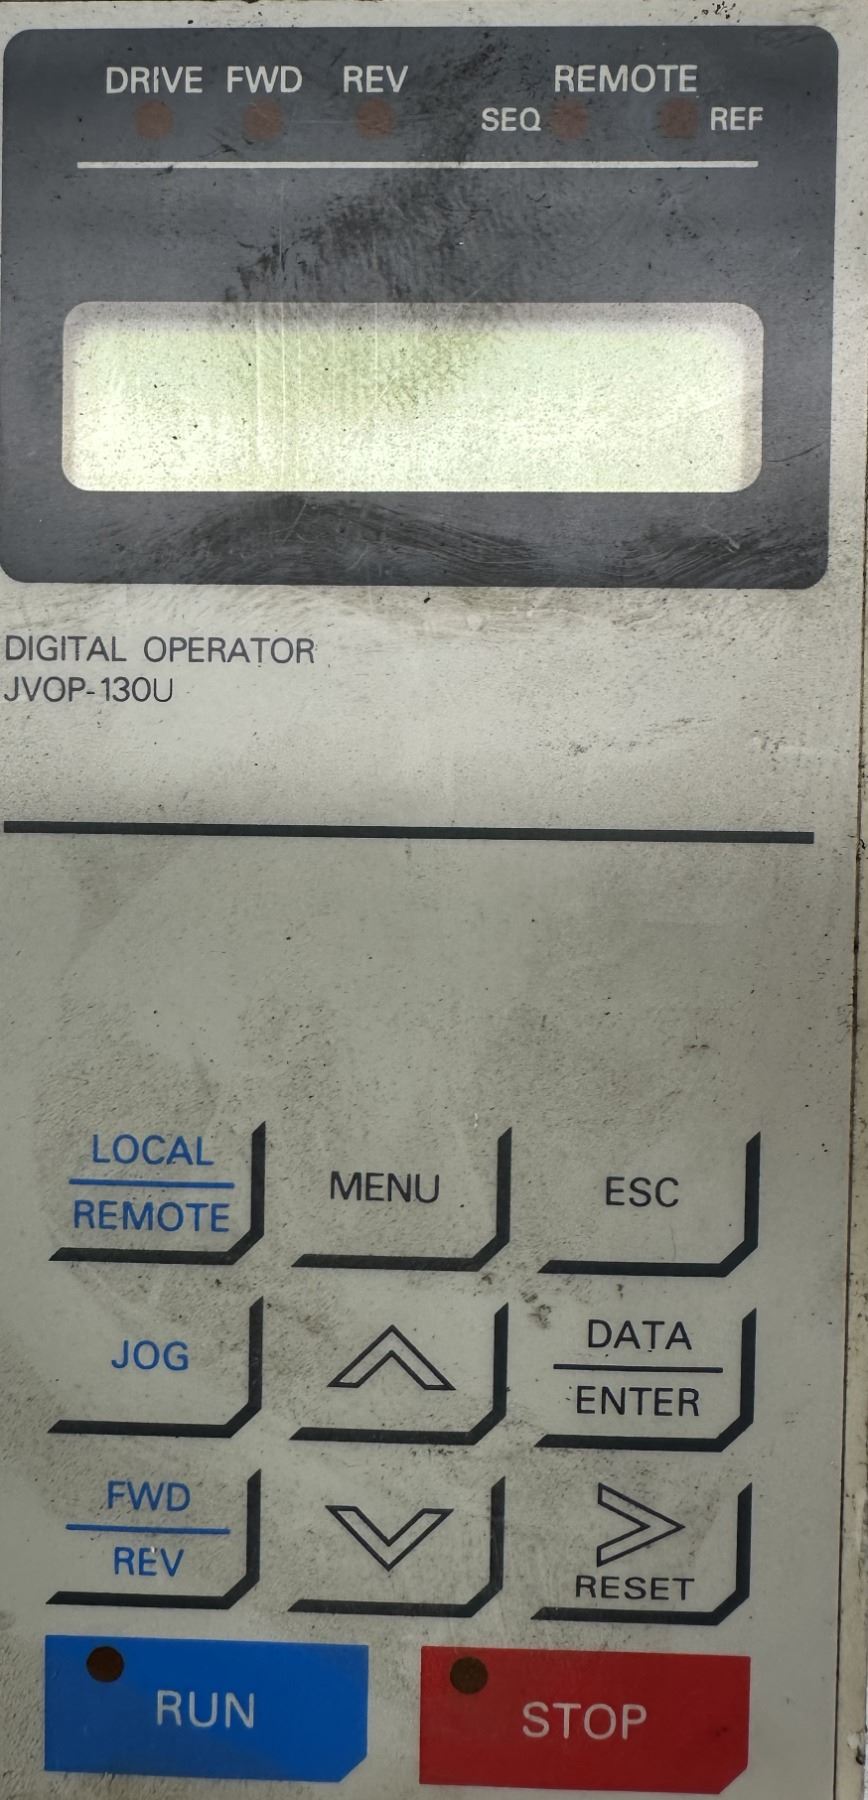 DRIVE FWD REV REMOTE
SEQ REF
DIGITAL OPERATOR
JVOP-130U
LOCAL
REMOTE
MENU
ESC
JOG
DATA
ENTER
FWD
REV
RESET
RUN
STOP